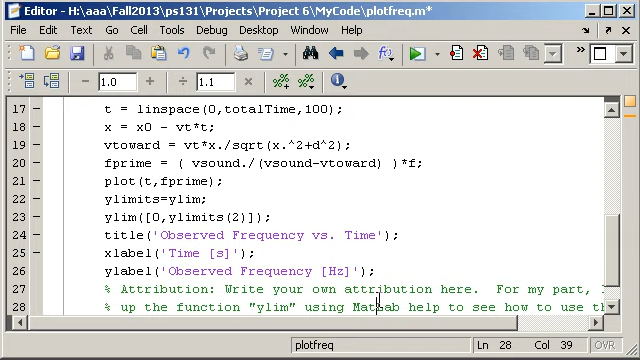 Editor - H:\aaa\Fall2013\ps131\Projects\Project 6\MyCode\plotfreq.m*
File Edit Text Go Cell Tools Debug Desktop Window Help
1.0 1.1
17 t = linspace(0,totalTime,100);
18 x = x0 - vt*t;
19 vtoward = vt*x./sqrt(x.^2+d^2);
20 fprime = ( vsound./(vsound-vtoward) )*f;
21 plot(t,fprime);
22 ylimits=ylim;
23 ylim([0,ylimits(2)]);
24 title('Observed Frequency vs. Time');
25 xlabel('Time [s]');
26 ylabel('Observed Frequency [Hz]');
27 % Attribution: Write your own attribution here. For my part,
28 % up the function "ylim" using Matlab help to see how to use
plotfreq Ln 28 Col 39 OVR